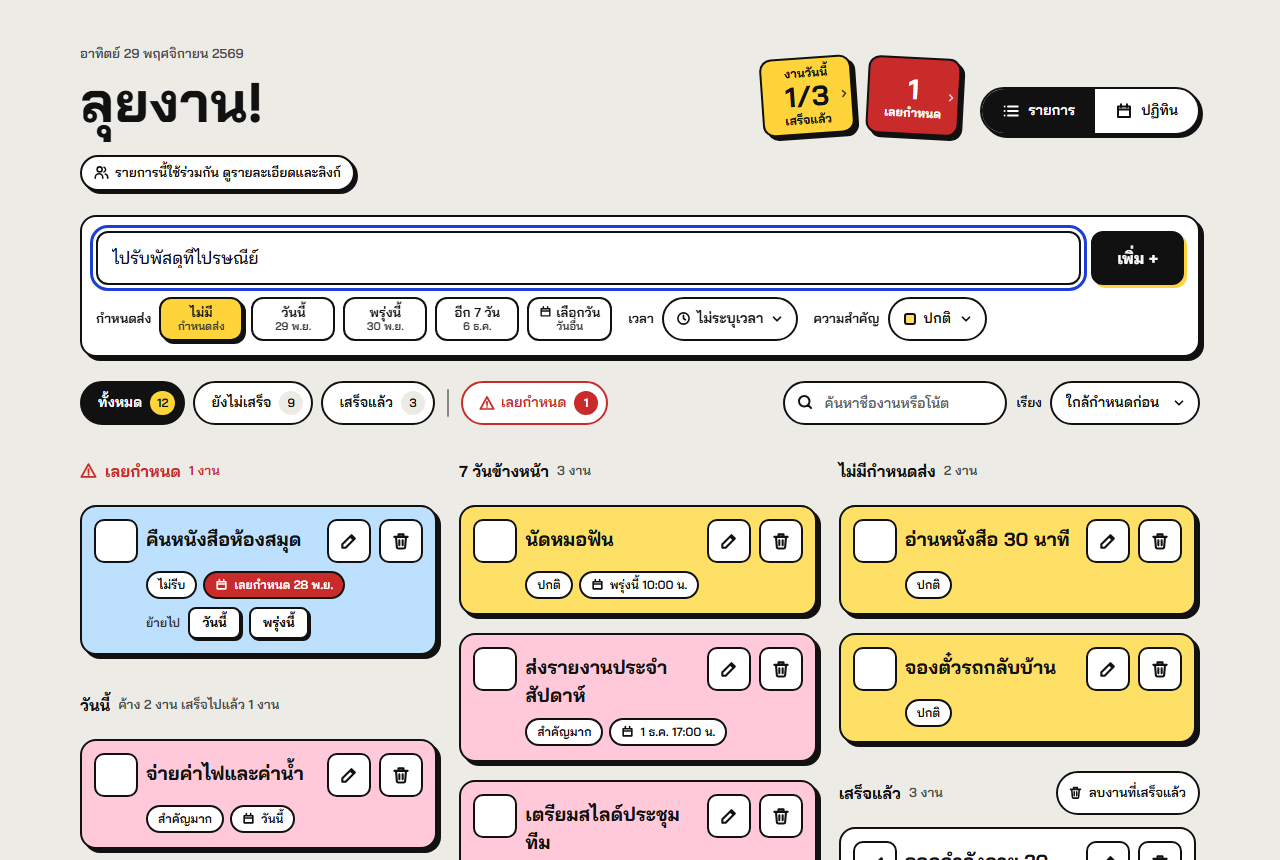 อาทิตย์ 29 พฤศจิกายน 2569
ลุยงาน!
งานวันนี้
1/3
เสร็จแล้ว
1
เลยกำหนด
รายการ
ปฏิทิน
รายการนี้ใช้ร่วมกัน ดูรายละเอียดและลิงก์
ไปรับพัสดุที่ไปรษณีย์
เพิ่ม +
กำหนดส่ง
ไม่มี
กำหนดส่ง
วันนี้
29 พ.ย.
พรุ่งนี้
30 พ.ย.
อีก 7 วัน
6 ธ.ค.
เลือกวัน
วันอื่น
เวลา
ไม่ระบุเวลา
ความสำคัญ
ปกติ
ทั้งหมด 12
ยังไม่เสร็จ 9
เสร็จแล้ว 3
เลยกำหนด 1
ค้นหาชื่องานหรือโน้ต
เรียง
ใกล้กำหนดก่อน
เลยกำหนด 1 งาน
คืนหนังสือห้องสมุด
ไม่รีบ
เลยกำหนด 28 พ.ย.
ย้ายไป
วันนี้
พรุ่งนี้
วันนี้ ค้าง 2 งาน เสร็จไปแล้ว 1 งาน
จ่ายค่าไฟและค่าน้ำ
สำคัญมาก
วันนี้
7 วันข้างหน้า 3 งาน
นัดหมอฟัน
ปกติ
พรุ่งนี้ 10:00 น.
ส่งรายงานประจำ
สัปดาห์
สำคัญมาก
1 ธ.ค. 17:00 น.
เตรียมสไลด์ประชุม
ทีม
ไม่มีกำหนดส่ง 2 งาน
อ่านหนังสือ 30 นาที
ปกติ
จองตั๋วรถกลับบ้าน
ปกติ
เสร็จแล้ว 3 งาน
ลบงานที่เสร็จแล้ว